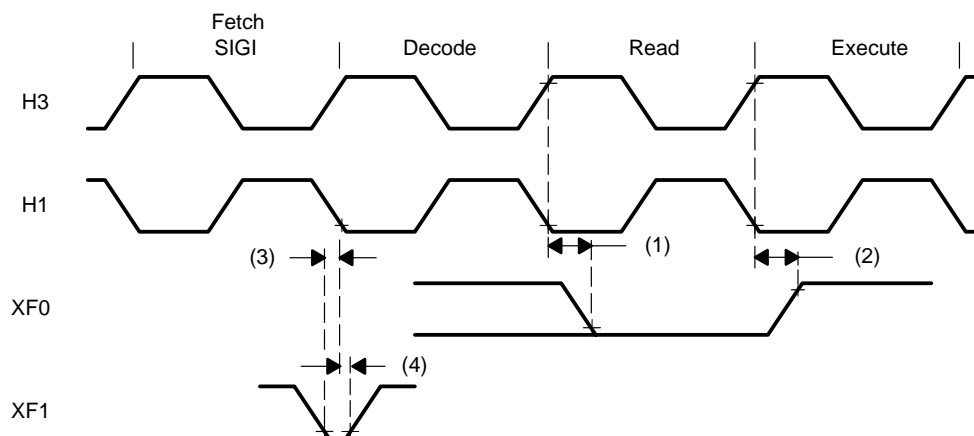 Fetch
SIGI
Decode
Read
Execute
H3
H1
(3)
(1)
(2)
XF0
(4)
XF1